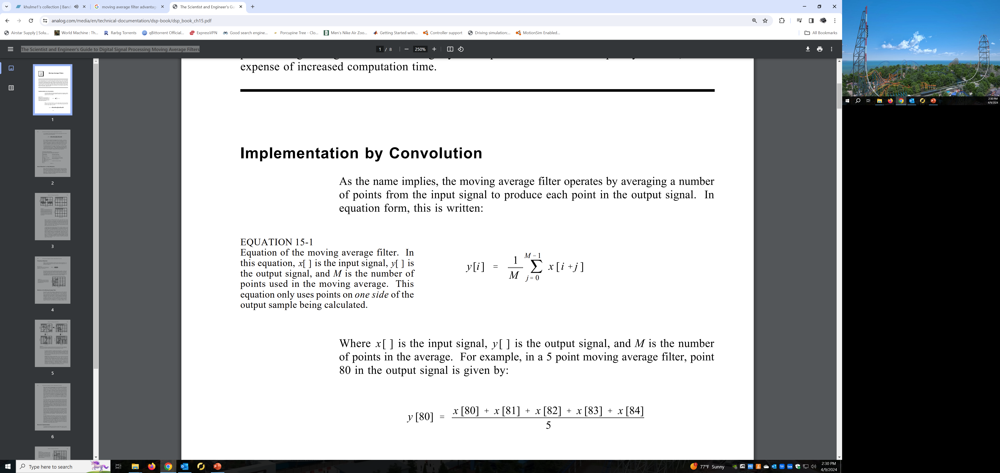 khulme1's collection | Band
moving average filter advantag
The Scientist and Engineer's Gu
analog.com/media/en/technical-documentation/dsp-book/dsp_book_ch15.pdf
Airstar Supply | Solu...
World Machine : Th...
Rarbg Torrents
qBittorrent Official...
ExpressVPN
Good search engine...
Porcupine Tree - Clo...
Men's Nike Air Zoo...
Getting Started with...
Controller support
Driving simulation:...
MotionSim Enabled...
All Bookmarks
The Scientist and Engineer's Guide to Digital Signal Processing Moving Average Filters
1 / 8
250%
expense of increased computation time.
Implementation by Convolution
As the name implies, the moving average filter operates by averaging a number
of points from the input signal to produce each point in the output signal. In
equation form, this is written:
EQUATION 15-1
Equation of the moving average filter. In
this equation, x[ ] is the input signal, y[ ] is
the output signal, and M is the number of
points used in the moving average. This
equation only uses points on one side of the
output sample being calculated.
y[i] = 1/M M−1 ∑ j=0 x[i+j]
Where x[ ] is the input signal, y[ ] is the output signal, and M is the number
of points in the average. For example, in a 5 point moving average filter, point
80 in the output signal is given by:
x[80] + x[81] + x[82] + x[83] + x[84]
y[80] =
5
1
2
3
4
5
6
Type here to search
77°F Sunny
2:30 PM
4/9/2024
2:30 PM
4/9/2024